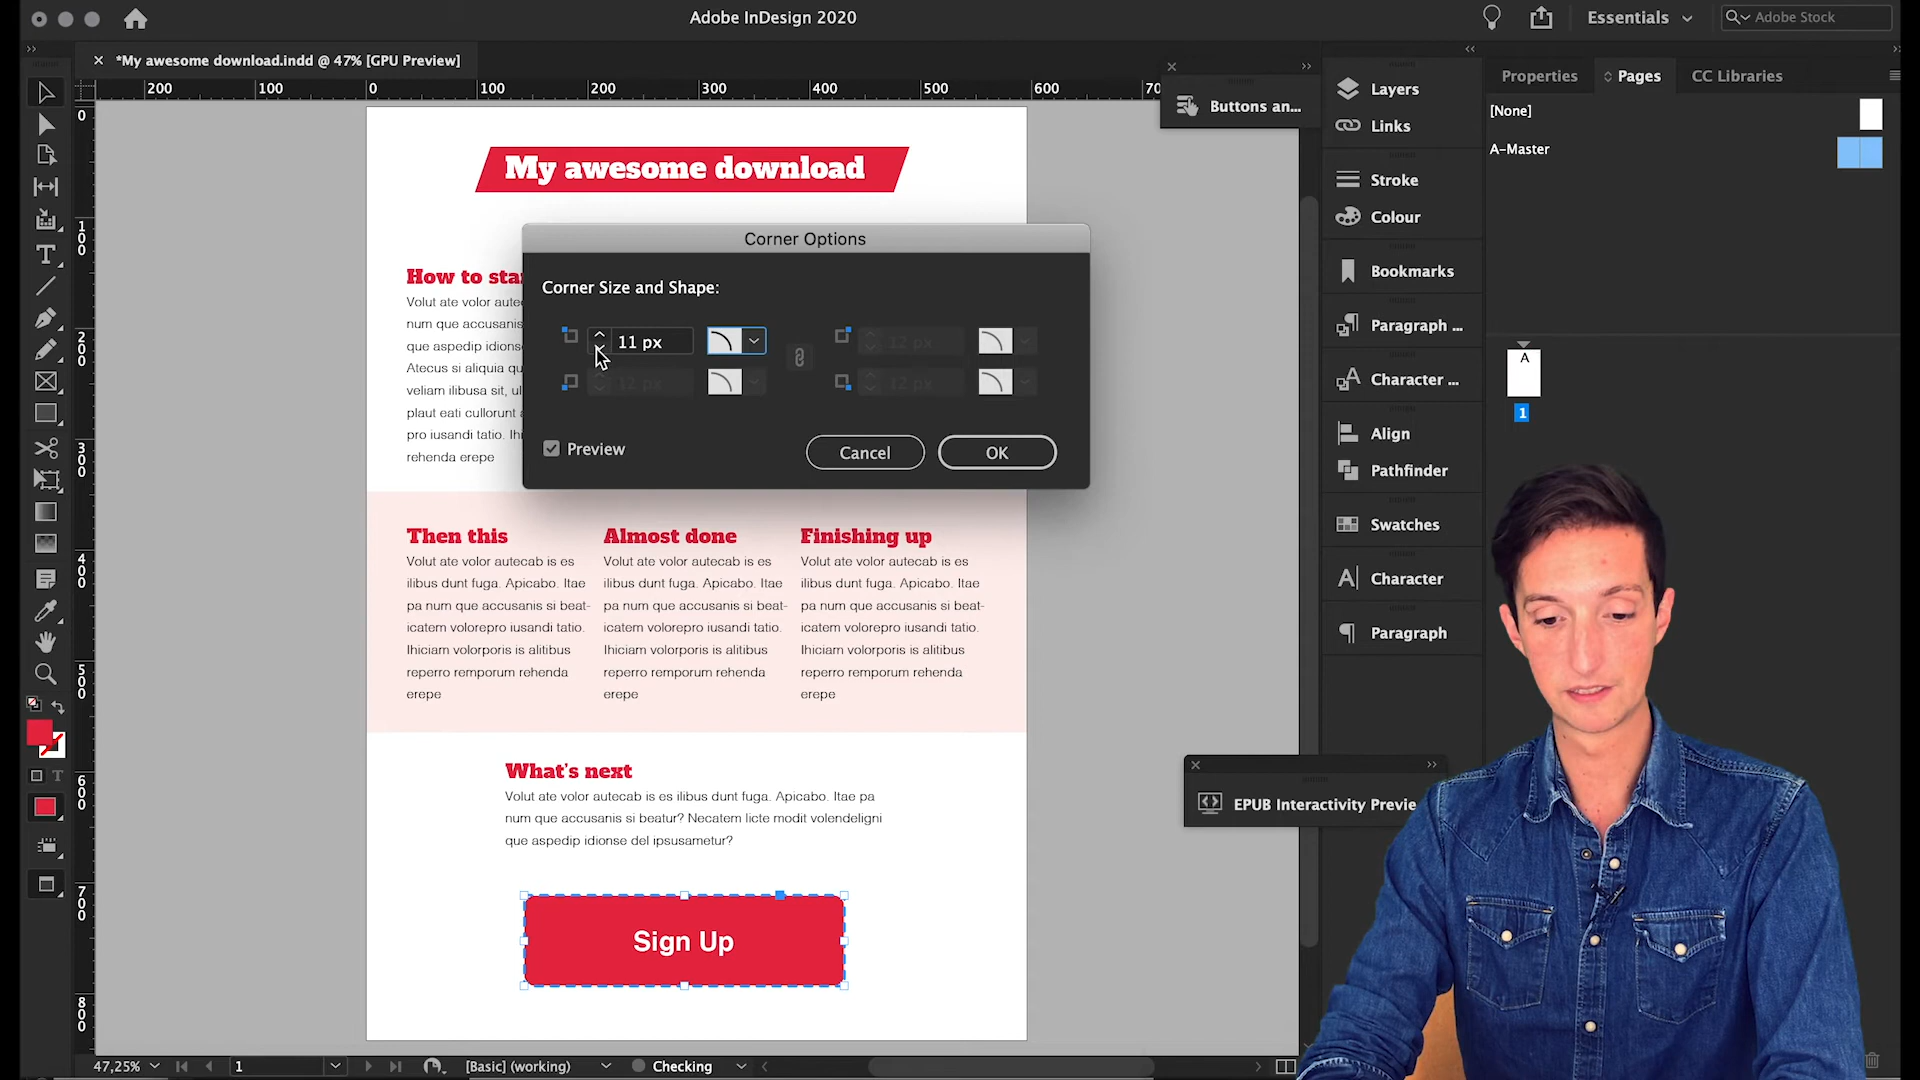 Adobe InDesign 2020
Essentials
Adobe Stock
*My awesome download.indd @ 47% [GPU Preview]
200 100 0 100 200 300 400 500 600 70
Buttons an...
Layers
Links
Stroke
Colour
Bookmarks
Paragraph ...
Character ...
Align
Pathfinder
Swatches
Character
Paragraph
Properties Pages CC Libraries
[None]
A-Master
A
1
0
100
200
300
400
500
600
700
800
My awesome download
How to sta
Volut ate volor autec
num que accusanis
que aspedip idions
Atecus si aliquia qu
veliam ilibusa sit, ul
plaut eati cullorunt a
pro iusandi tatio. Ihi
rehenda erepe
Corner Options
Corner Size and Shape:
11 px
12 px
12 px
12 px
Preview
Cancel
OK
Then this
Volut ate volor autecab is es
ilibus dunt fuga. Apicabo. Itae
pa num que accusanis si beat-
icatem volorepro iusandi tatio.
Ihiciam volorporis is alitibus
reperro remporum rehenda
erepe
Almost done
Volut ate volor autecab is es
ilibus dunt fuga. Apicabo. Itae
pa num que accusanis si beat-
icatem volorepro iusandi tatio.
Ihiciam volorporis is alitibus
reperro remporum rehenda
erepe
Finishing up
Volut ate volor autecab is es
ilibus dunt fuga. Apicabo. Itae
pa num que accusanis si beat-
icatem volorepro iusandi tatio.
Ihiciam volorporis is alitibus
reperro remporum rehenda
erepe
What's next
Volut ate volor autecab is es ilibus dunt fuga. Apicabo. Itae pa
num que accusanis si beatur? Necatem licte modit volendeligni
que aspedip idionse del ipsusametur?
Sign Up
EPUB Interactivity Previe
47,25%
1
[Basic] (working)
Checking